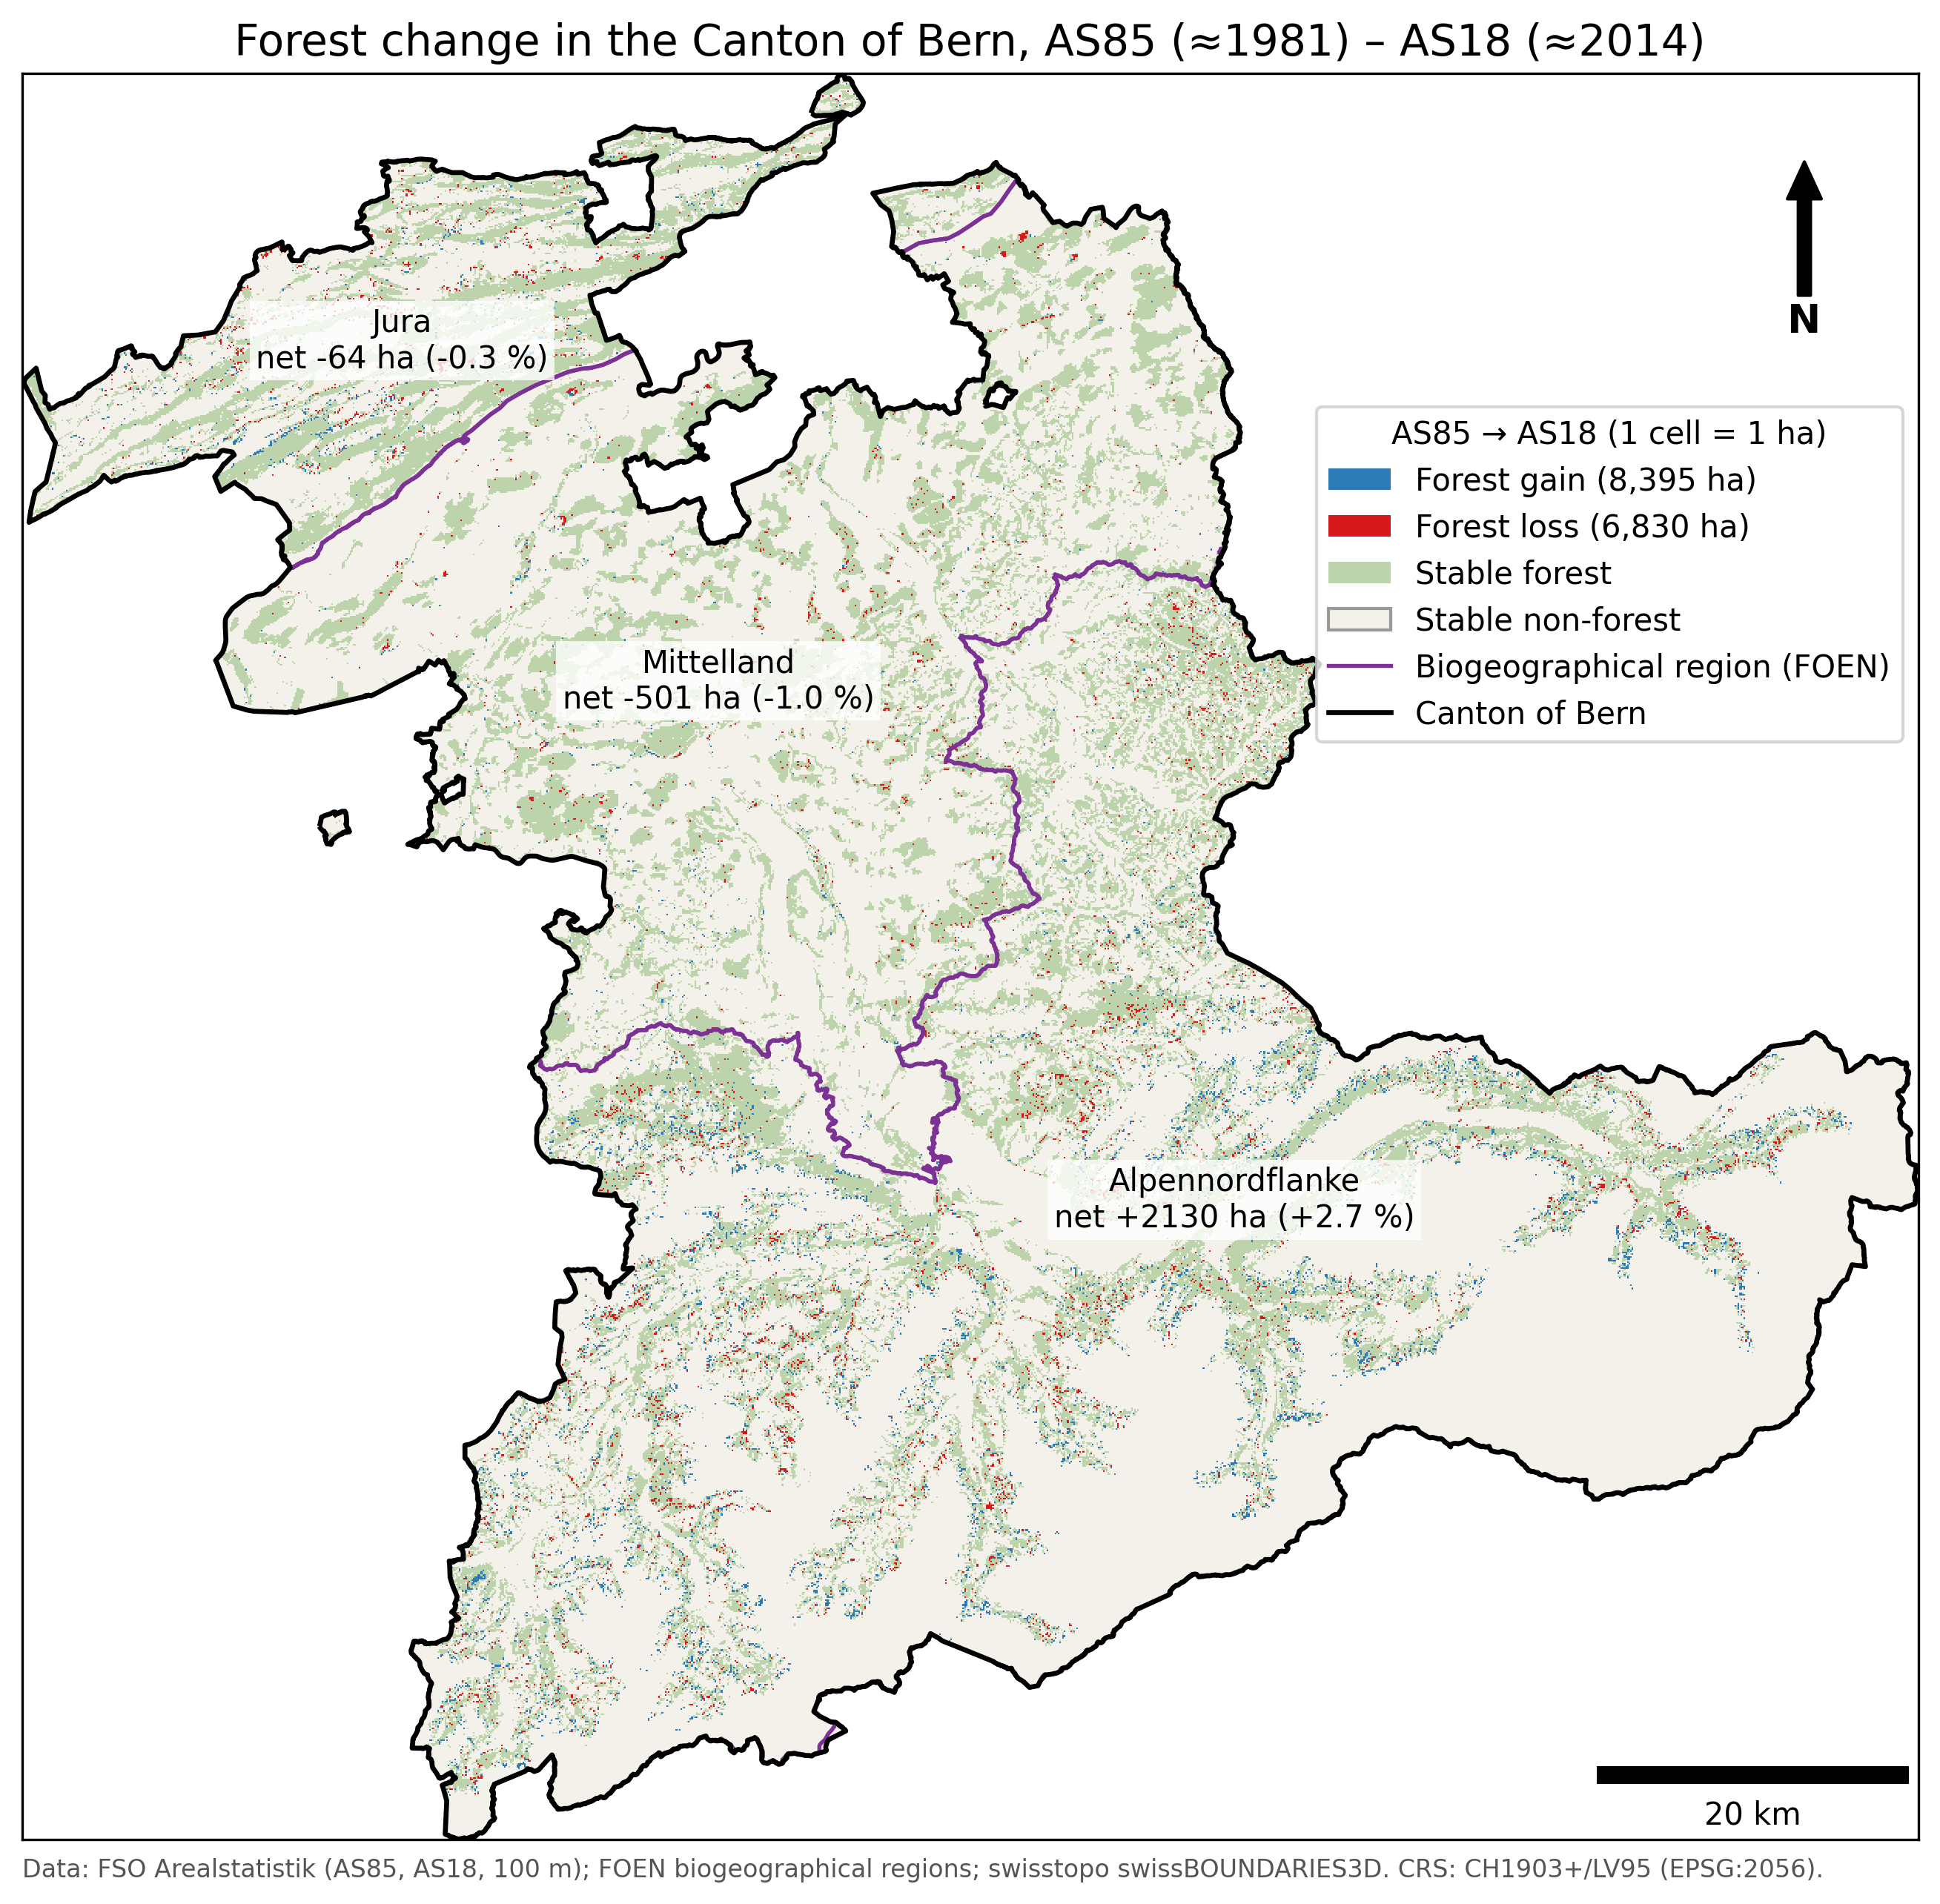 Forest change in the Canton of Bern, AS85 (≈1981) – AS18 (≈2014)
N
Jura
net -64 ha (-0.3 %)
AS85 → AS18 (1 cell = 1 ha)
Forest gain (8,395 ha)
Forest loss (6,830 ha)
Stable forest
Stable non-forest
Biogeographical region (FOEN)
Canton of Bern
Mittelland
net -501 ha (-1.0 %)
Alpennordflanke
net +2130 ha (+2.7 %)
20 km
Data: FSO Arealstatistik (AS85, AS18, 100 m); FOEN biogeographical regions; swisstopo swissBOUNDARIES3D. CRS: CH1903+/LV95 (EPSG:2056).